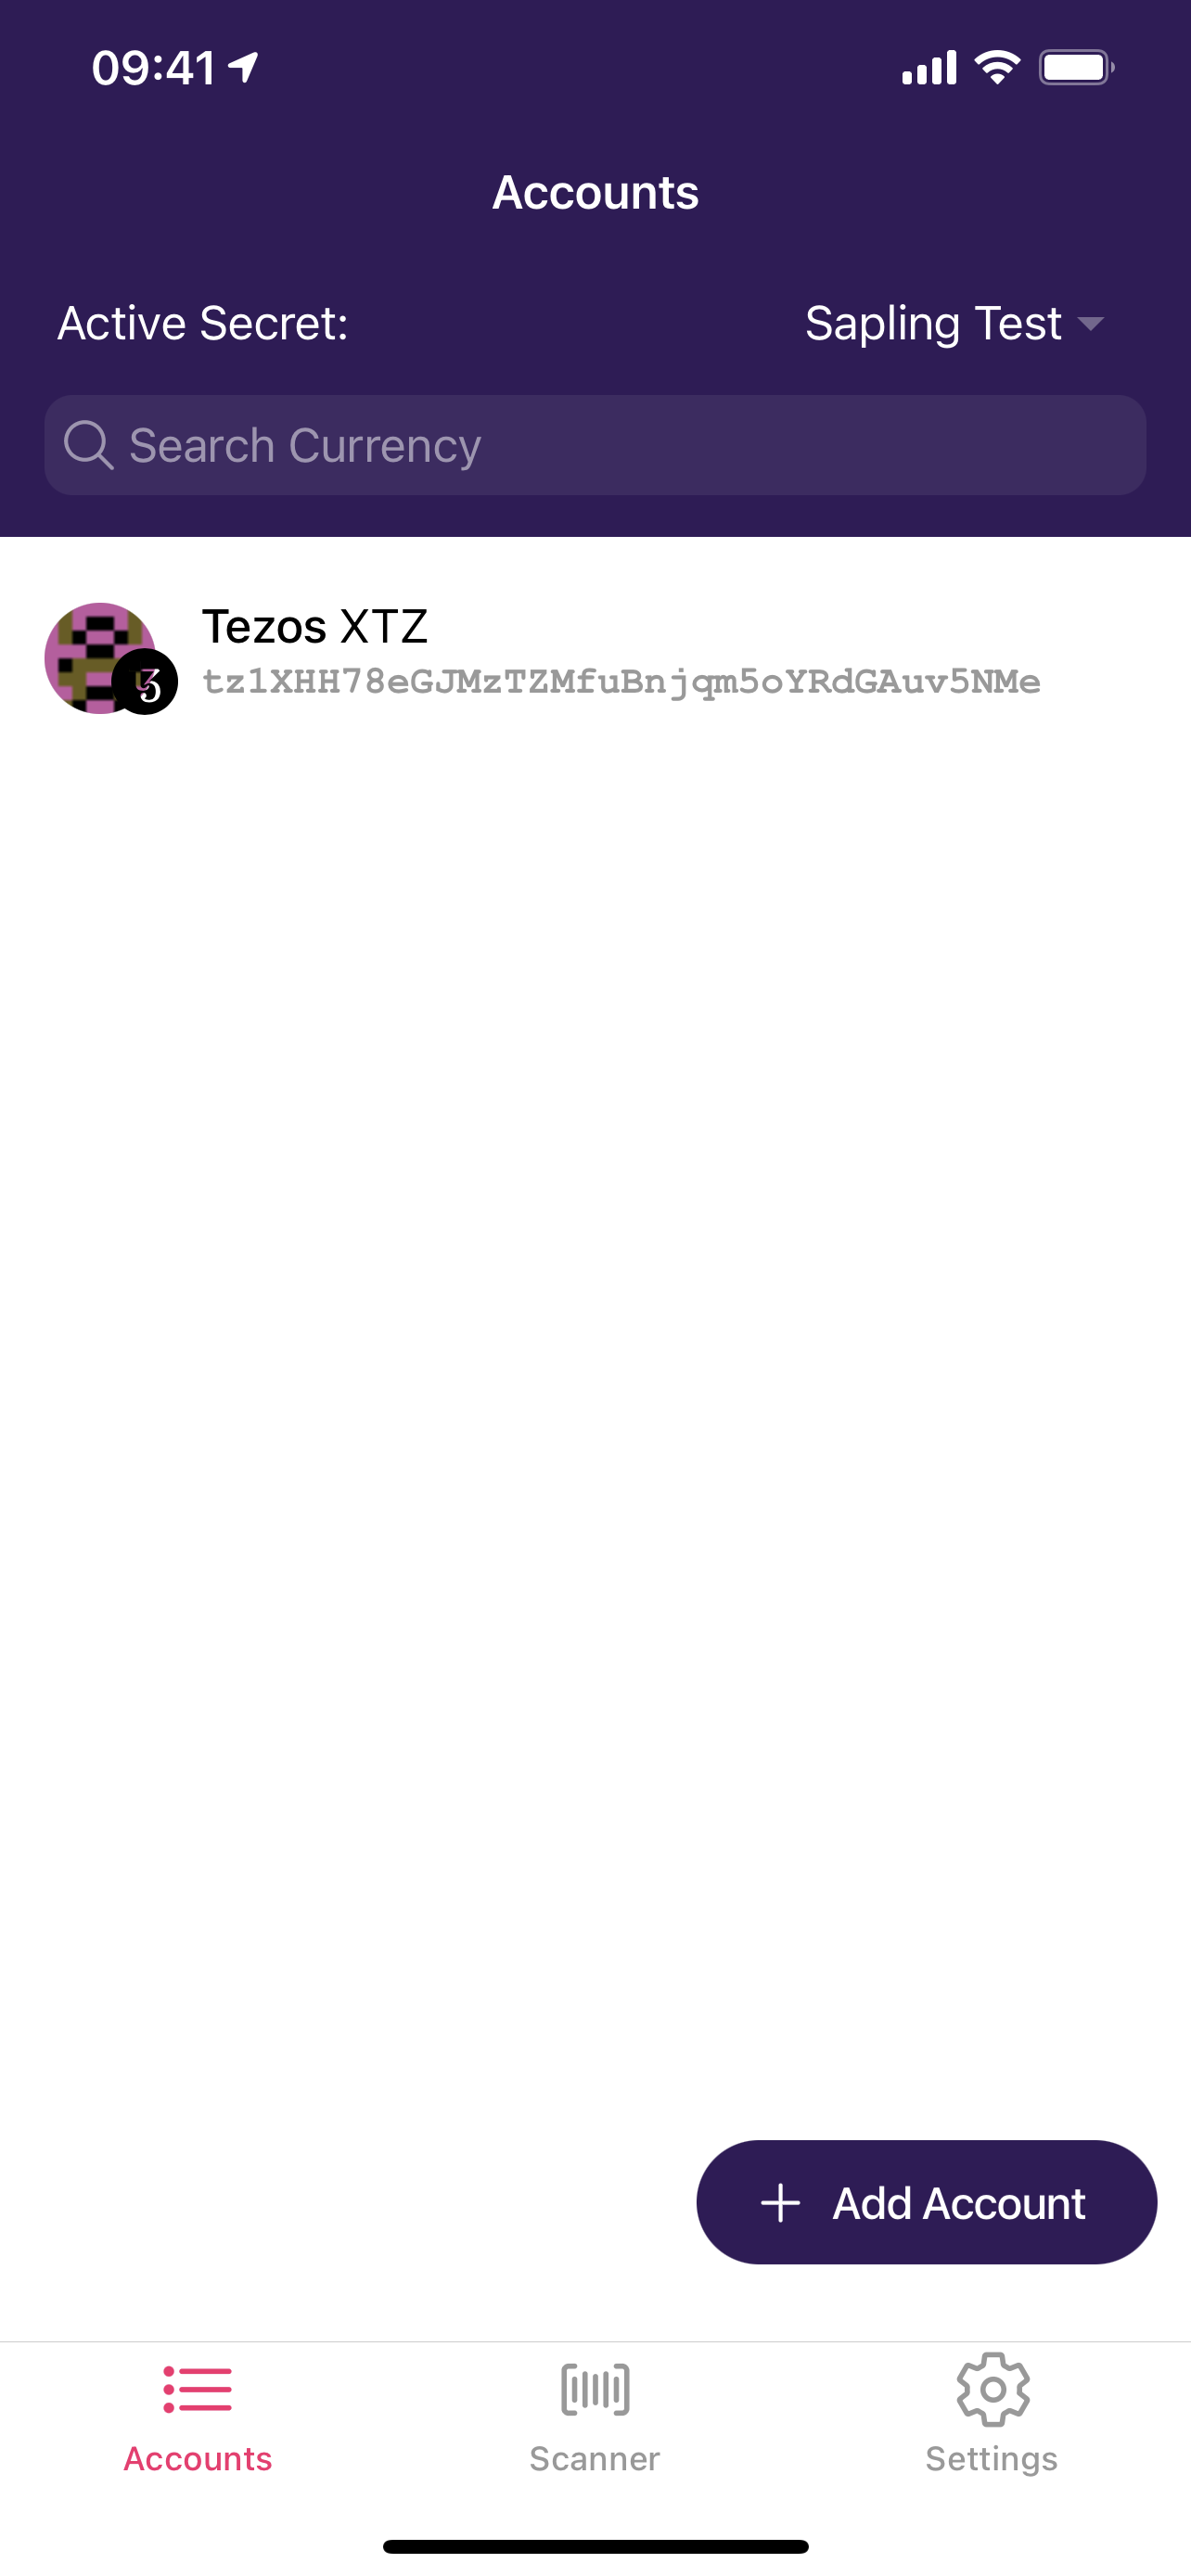 09:41
Accounts
Active Secret: Sapling Test
Search Currency
Tezos XTZ
tz1XHH78eGJMzTZMfuBnjqm5oYRdGAuv5NMe
Add Account
Accounts Scanner Settings